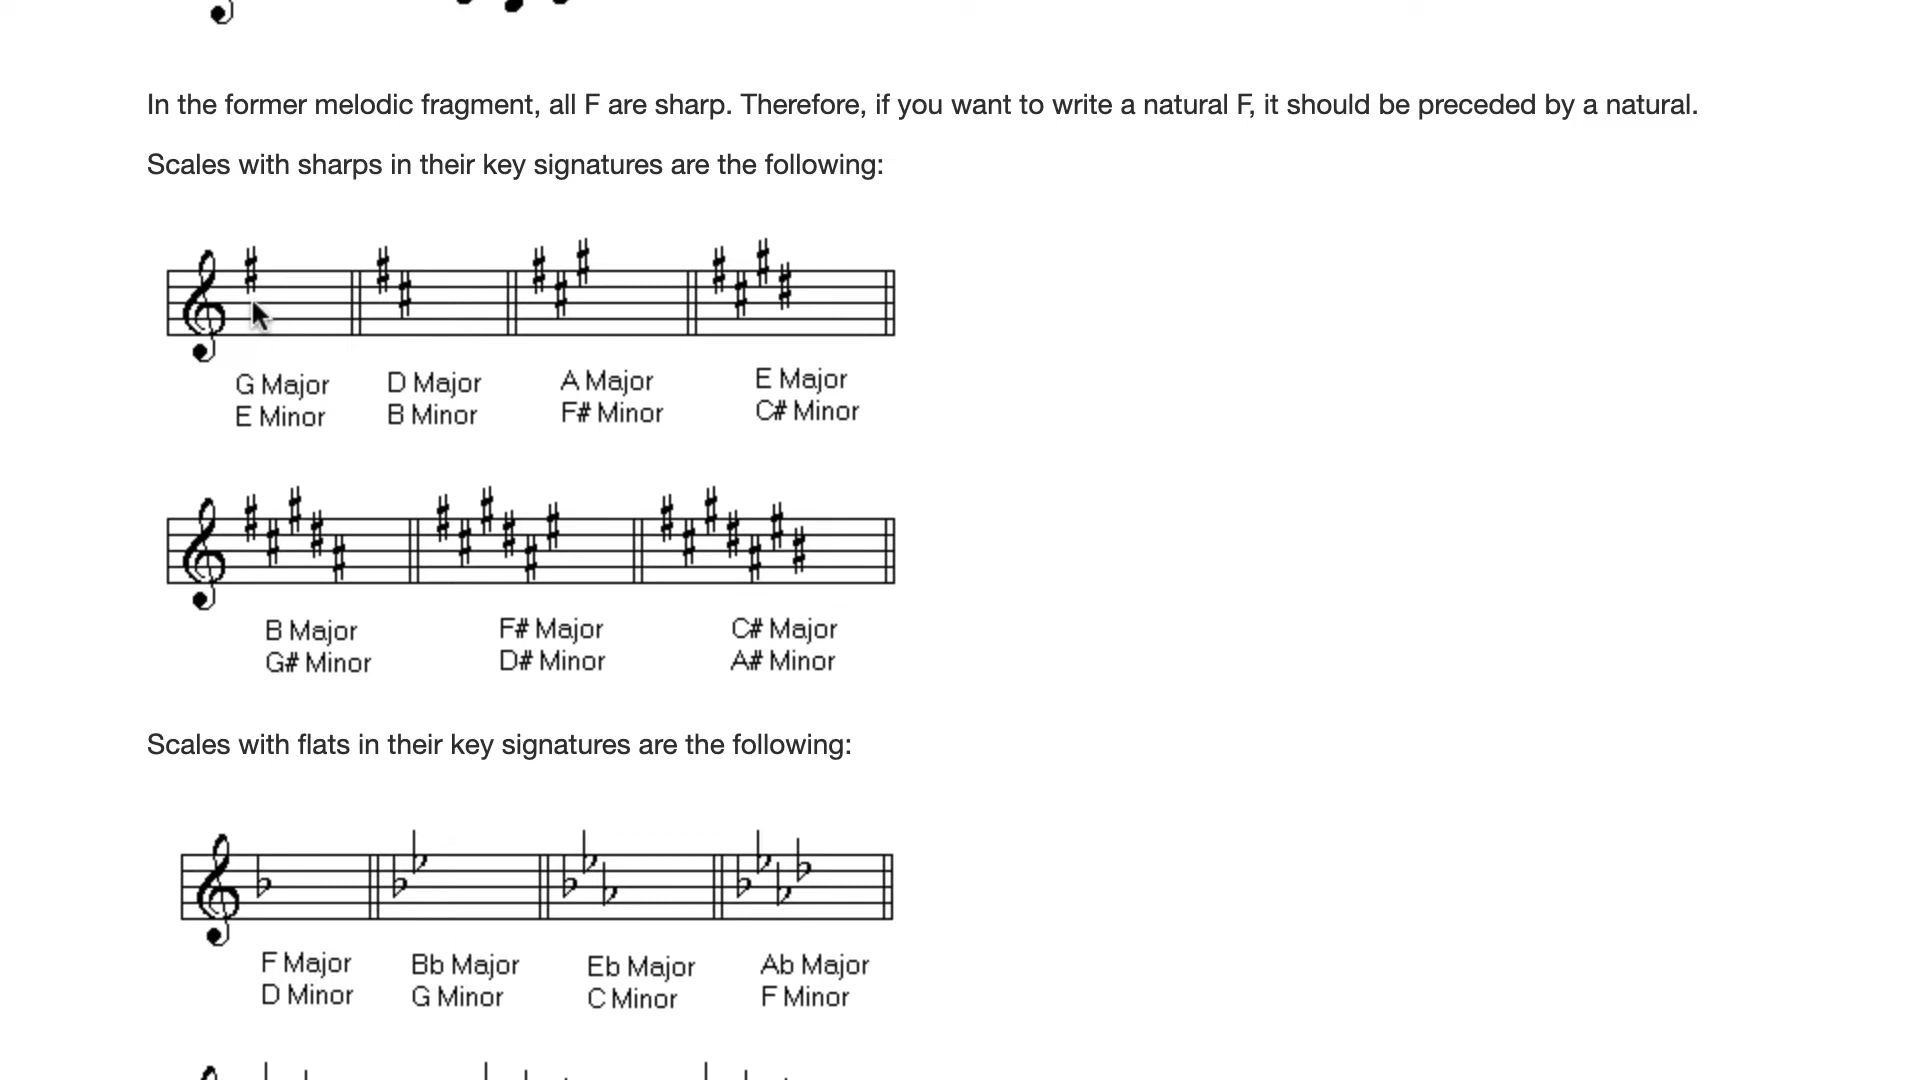 In the former melodic fragment, all F are sharp. Therefore, if you want to write a natural F, it should be preceded by a natural.
Scales with sharps in their key signatures are the following:
G Major D Major A Major E Major
E Minor B Minor F# Minor C# Minor
B Major F# Major C# Major
G# Minor D# Minor A# Minor
Scales with flats in their key signatures are the following:
F Major Bb Major Eb Major Ab Major
D Minor G Minor C Minor F Minor